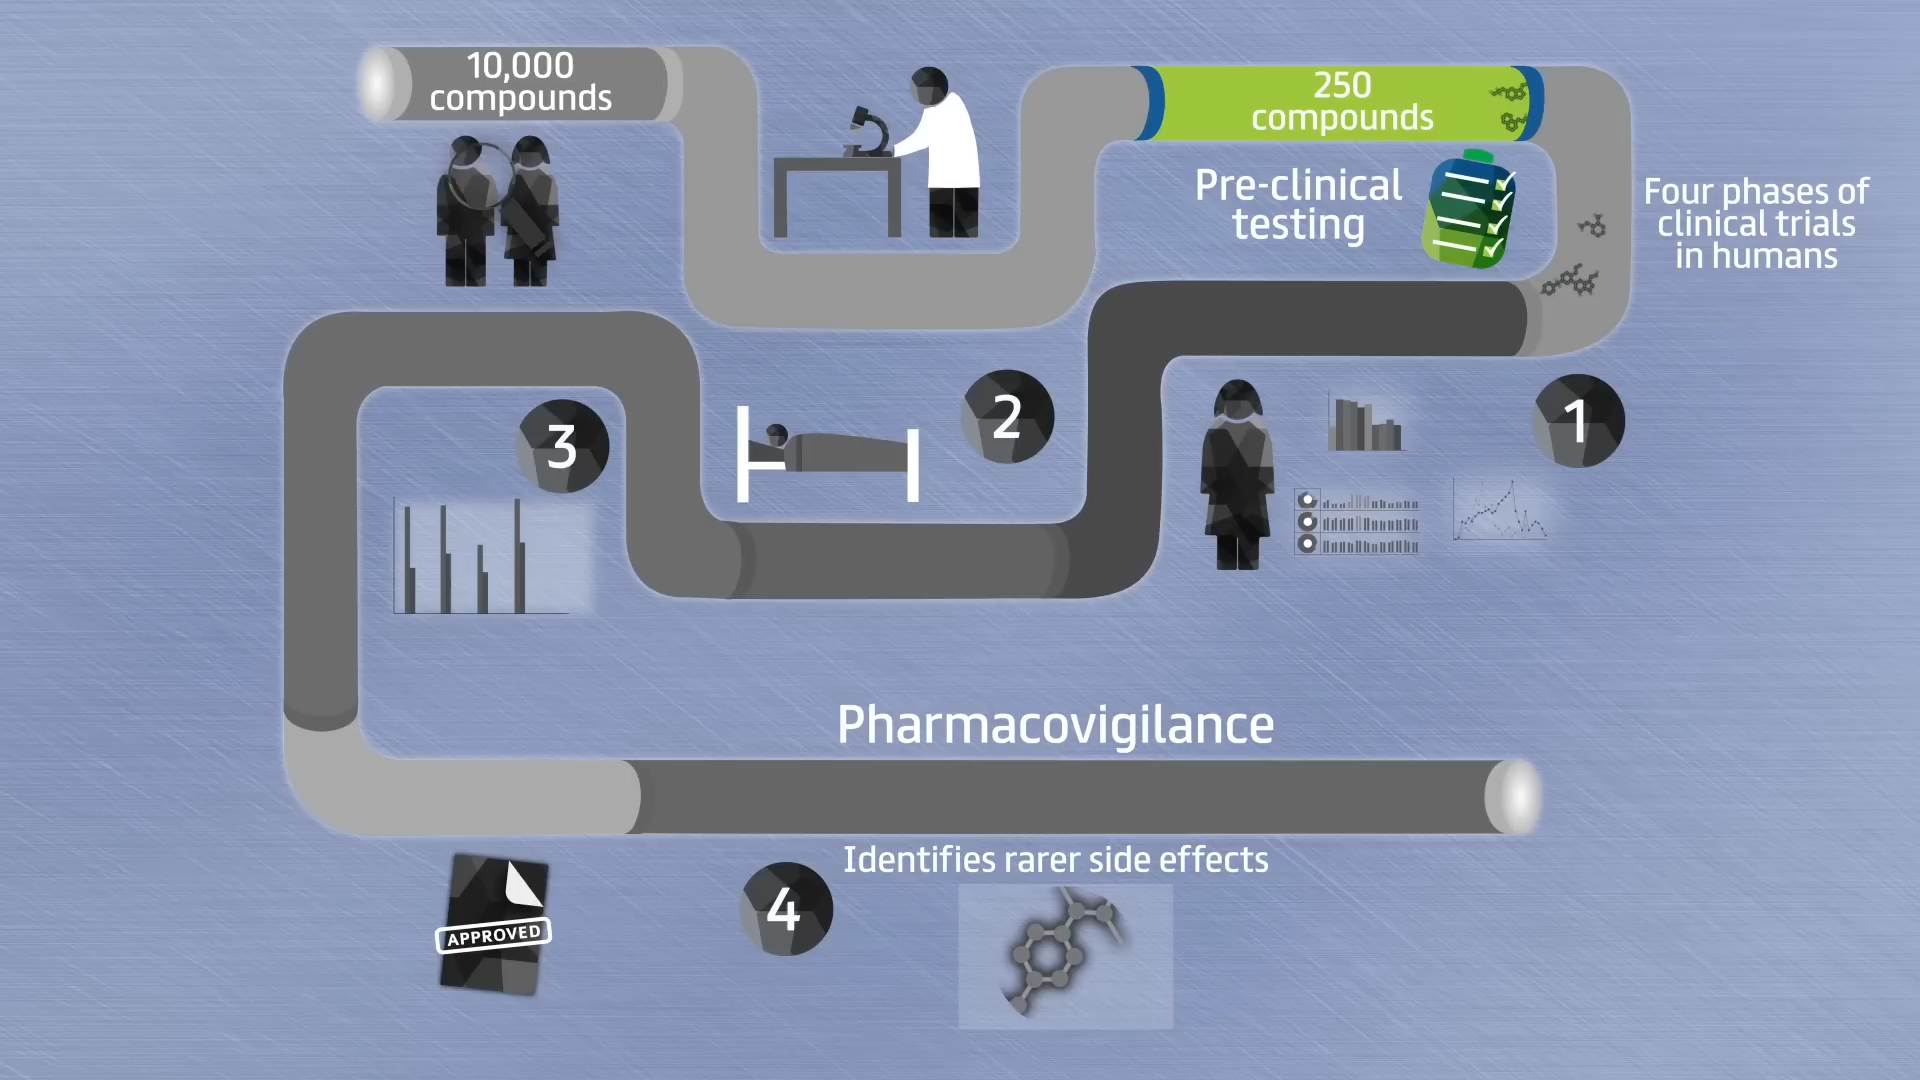 10,000
compounds
250
compounds
Pre-clinical
testing
Four phases of
clinical trials
in humans
1
2
3
Pharmacovigilance
Identifies rarer side effects
4
APPROVED